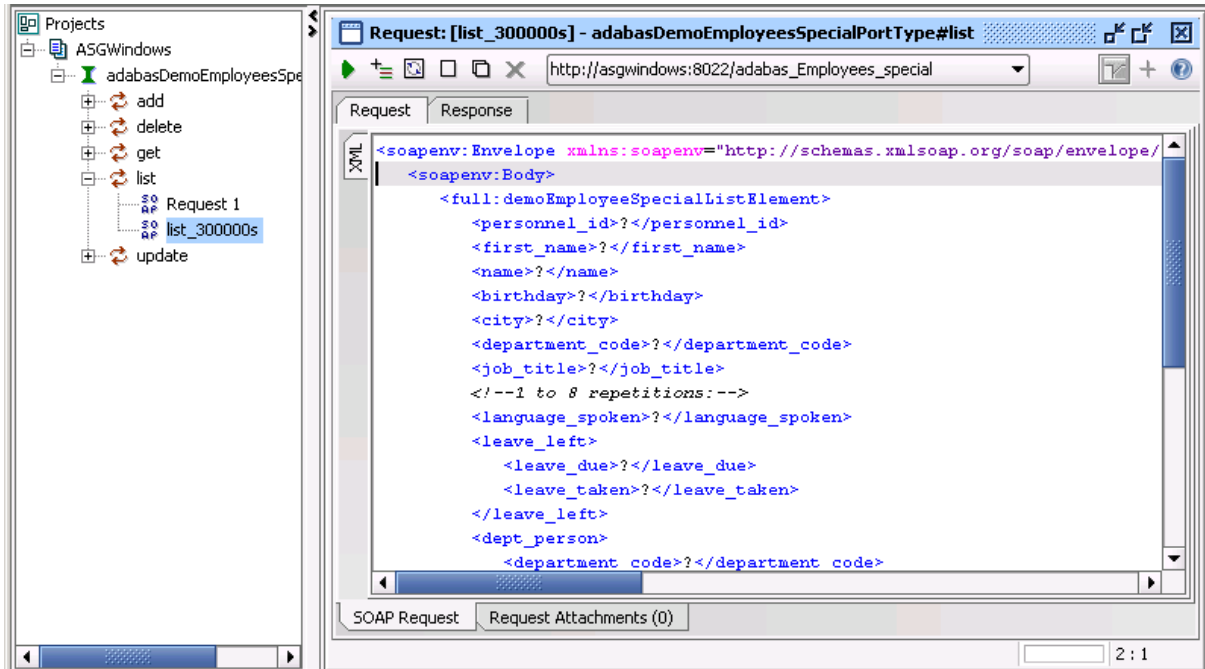 Projects
ASGWindows
adabasDemoEmployeesSpe
add
delete
get
list
Request 1
list_300000s
update
Request: [list_300000s] - adabasDemoEmployeesSpecialPortType#list
http://asgwindows:8022/adabas_Employees_special
Request Response
XML
<soapenv:Envelope xmlns:soapenv="http://schemas.xmlsoap.org/soap/envelope/
<soapenv:Body>
<full:demoEmployeeSpecialListElement>
<personnel_id>?</personnel_id>
<first_name>?</first_name>
<name>?</name>
<birthday>?</birthday>
<city>?</city>
<department_code>?</department_code>
<job_title>?</job_title>
<!--1 to 8 repetitions:-->
<language_spoken>?</language_spoken>
<leave_left>
<leave_due>?</leave_due>
<leave_taken>?</leave_taken>
</leave_left>
<dept_person>
<department_code>?</department_code>
SOAP Request Request Attachments (0)
2 : 1